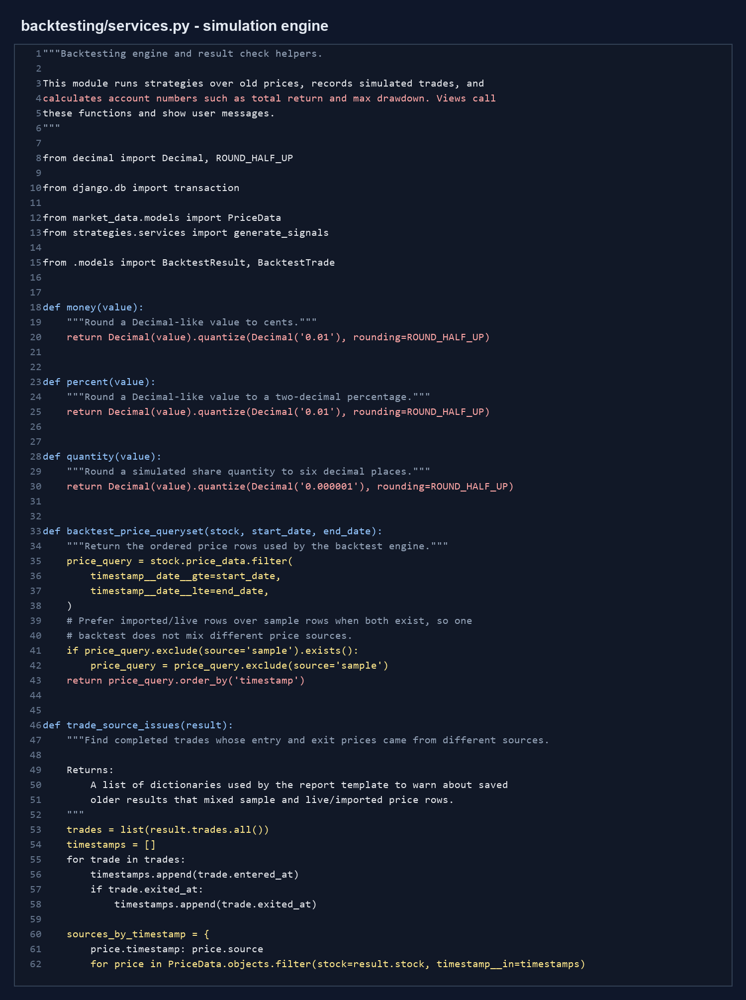 backtesting/services.py - simulation engine
1"""Backtesting engine and result check helpers.
2
3This module runs strategies over old prices, records simulated trades, and
4calculates account numbers such as total return and max drawdown. Views call
5these functions and show user messages.
6"""
7
8from decimal import Decimal, ROUND_HALF_UP
9
10from django.db import transaction
11
12from market_data.models import PriceData
13from strategies.services import generate_signals
14
15from .models import BacktestResult, BacktestTrade
16
17
18def money(value):
19    """Round a Decimal-like value to cents."""
20    return Decimal(value).quantize(Decimal('0.01'), rounding=ROUND_HALF_UP)
21
22
23def percent(value):
24    """Round a Decimal-like value to a two-decimal percentage."""
25    return Decimal(value).quantize(Decimal('0.01'), rounding=ROUND_HALF_UP)
26
27
28def quantity(value):
29    """Round a simulated share quantity to six decimal places."""
30    return Decimal(value).quantize(Decimal('0.000001'), rounding=ROUND_HALF_UP)
31
32
33def backtest_price_queryset(stock, start_date, end_date):
34    """Return the ordered price rows used by the backtest engine."""
35    price_query = stock.price_data.filter(
36        timestamp__date__gte=start_date,
37        timestamp__date__lte=end_date,
38    )
39    # Prefer imported/live rows over sample rows when both exist, so one
40    # backtest does not mix different price sources.
41    if price_query.exclude(source='sample').exists():
42        price_query = price_query.exclude(source='sample')
43    return price_query.order_by('timestamp')
44
45
46def trade_source_issues(result):
47    """Find completed trades whose entry and exit prices came from different sources.
48
49    Returns:
50        A list of dictionaries used by the report template to warn about saved
51        older results that mixed sample and live/imported price rows.
52    """
53    trades = list(result.trades.all())
54    timestamps = []
55    for trade in trades:
56        timestamps.append(trade.entered_at)
57        if trade.exited_at:
58            timestamps.append(trade.exited_at)
59
60    sources_by_timestamp = {
61        price.timestamp: price.source
62        for price in PriceData.objects.filter(stock=result.stock, timestamp__in=timestamps)